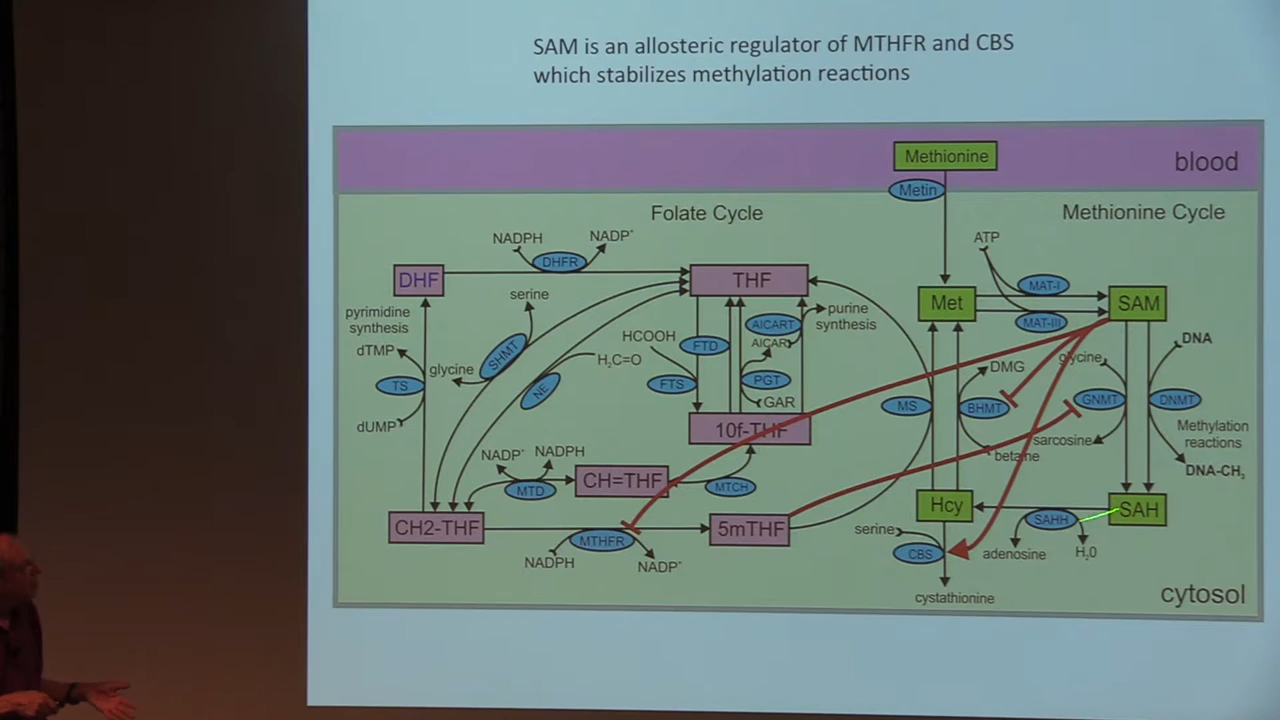 SAM is an allosteric regulator of MTHFR and CBS
which stabilizes methylation reactions
Methionine
blood
Metin
Folate Cycle
Methionine Cycle
NADPH
NADP⁺
DHFR
ATP
DHF
THF
MAT-I
serine
Met
SAM
pyrimidine
synthesis
purine
synthesis
MAT-III
HCOOH
FTD
AICART
AICAR
dTMP
SHMT
H₂C=O
DNA
glycine
glycine
DMG
TS
NE
FTS
PGT
GAR
MS
BHMT
GNMT
DNMT
dUMP
10f-THF
Methylation
reactions
sarcosine
NADP⁺
NADPH
betaine
DNA-CH₃
CH=THF
MTD
MTCH
Hcy
SAH
CH2-THF
5mTHF
serine
SAHH
MTHFR
CBS
adenosine
H₂0
NADPH
NADP⁺
cystathionine
cytosol